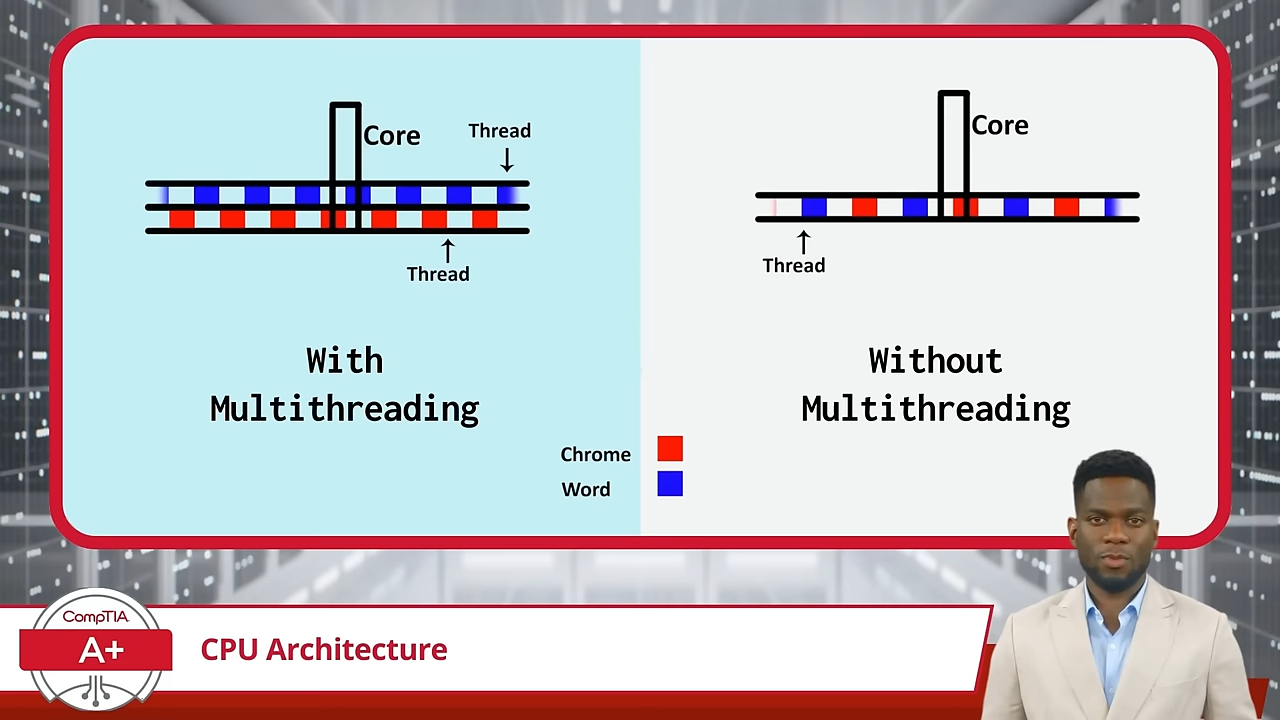 Core
Thread
Thread
With
Multithreading
Core
Thread
Without
Multithreading
Chrome
Word
CompTIA
A+
CPU Architecture